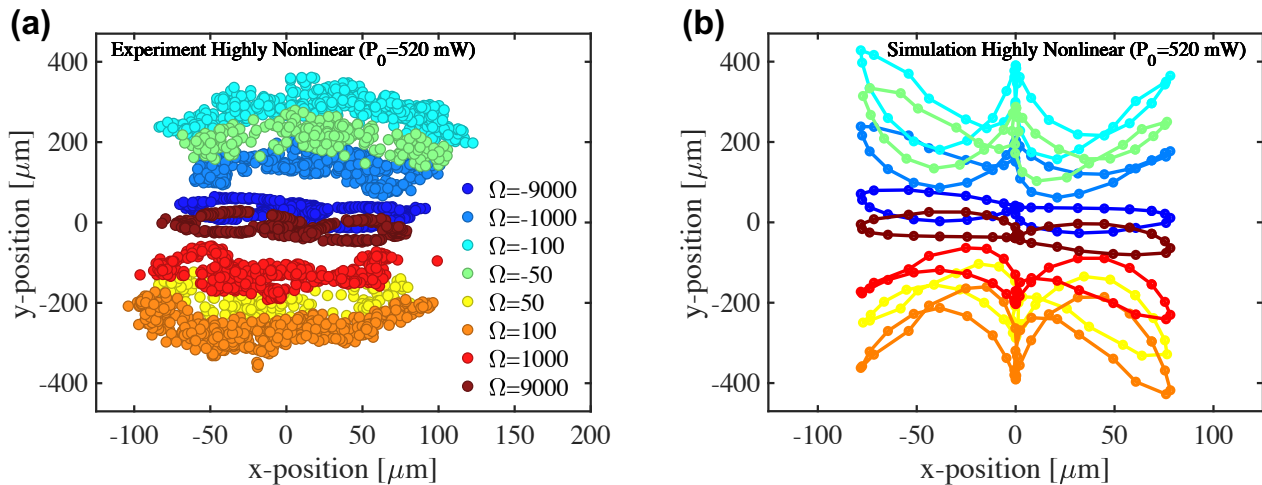 (a)
Experiment Highly Nonlinear (P0=520 mW)
400
200
0
-200
-400
y-position [μm]
Ω=-9000
Ω=-1000
Ω=-100
Ω=-50
Ω=50
Ω=100
Ω=1000
Ω=9000
-100 -50 0 50 100 150 200
x-position [μm]
(b)
Simulation Highly Nonlinear (P0=520 mW)
400
200
0
-200
-400
y-position [μm]
-100 -50 0 50 100
x-position [μm]